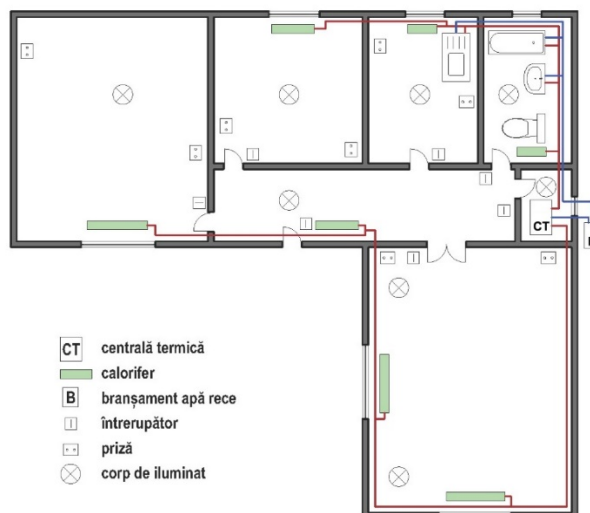 CT
CT centrală termică
calorifer
B branșament apă rece
întrerupător
priză
corp de iluminat